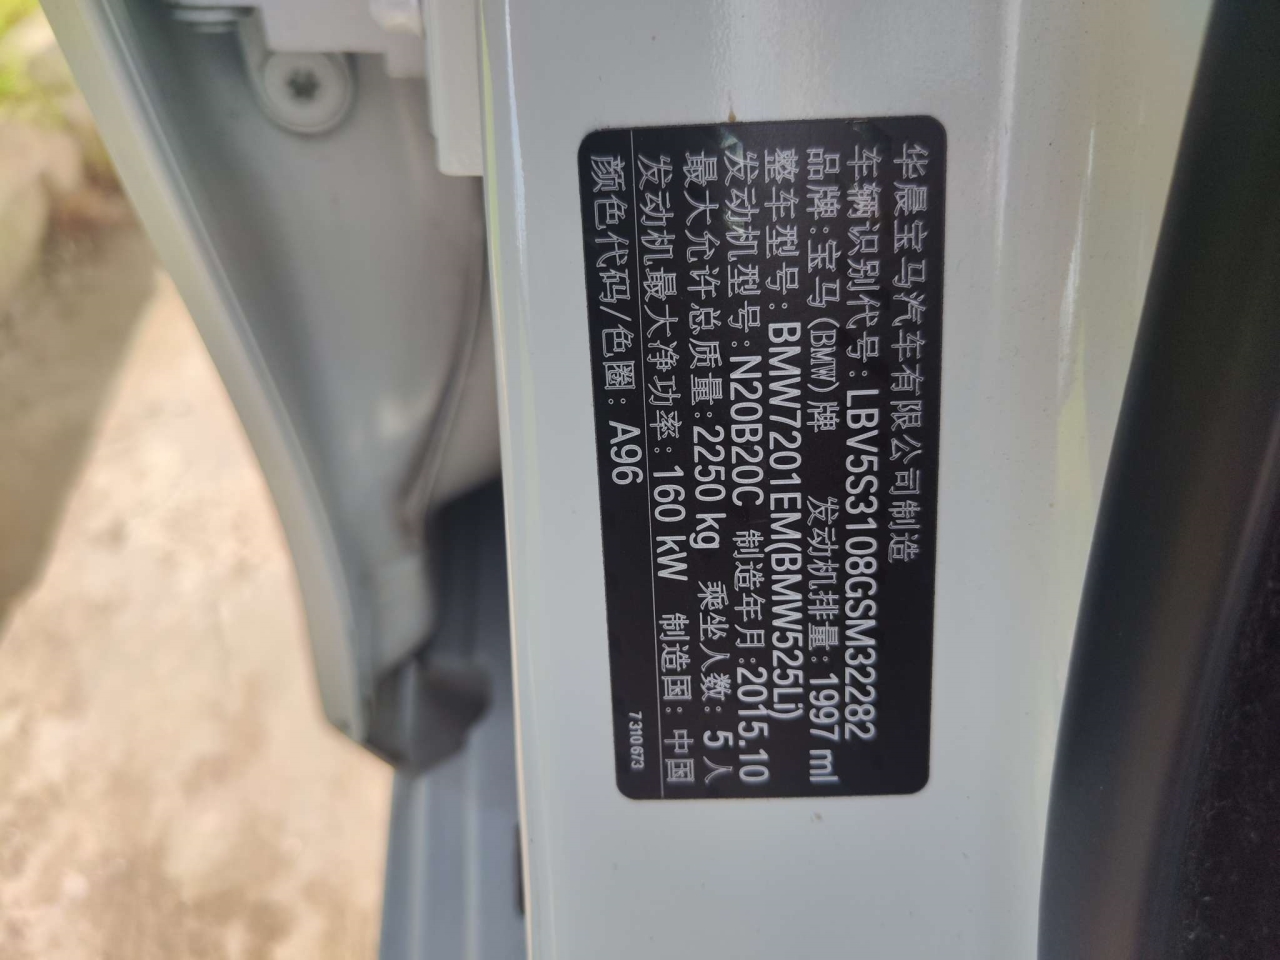 华晨宝马汽车有限公司制造
车辆识别代号:LBV5S3108GSM32282
品牌:宝马(BMW)牌 发动机排量:1997 ml
整车型号:BMW7201EM(BMW525Li)
发动机型号:N20B20C 制造年月:2015.10
最大允许总质量:2250 kg 乘坐人数:5人
发动机最大净功率:160 kW 制造国:中国
颜色代码/色圈:A96
7310673